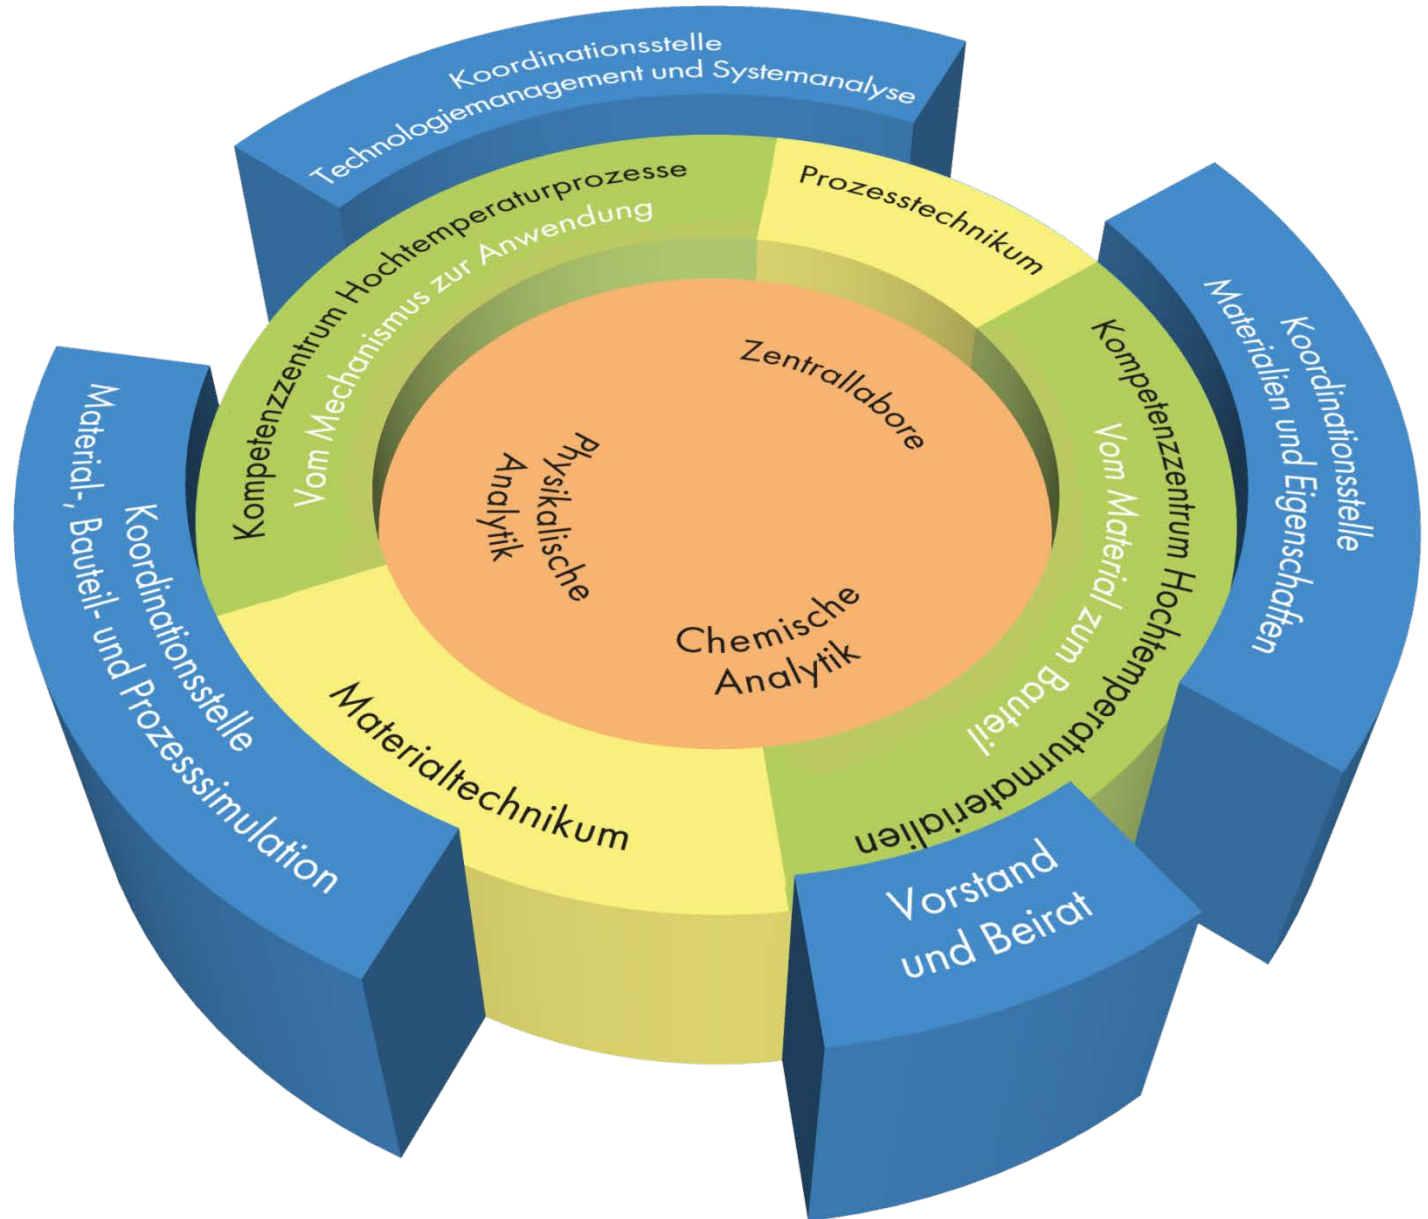 Koordinationsstelle
Technologiemanagement und Systemanalyse
Kompetenzzentrum Hochtemperaturprozesse
Vom Mechanismus zur Anwendung
Prozesstechnikum
Koordinationsstelle
Materialien und Eigenschaften
Kompetenzzentrum Hochtemperaturmaterialien
Vom Material zum Bauteil
Zentrallabore
Physikalische
Analytik
Chemische
Analytik
Materialtechnikum
Koordinationsstelle
Material-, Bauteil- und Prozesssimulation
Vorstand
und Beirat